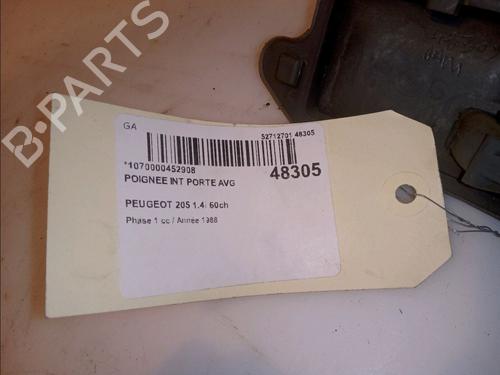 B-PARTS
GA
52712701 48305
*1070000452908
48305
POIGNEE INT PORTE AVG
PEUGEOT 205 1.4i 60ch
Phase 1 cc / Année 1988